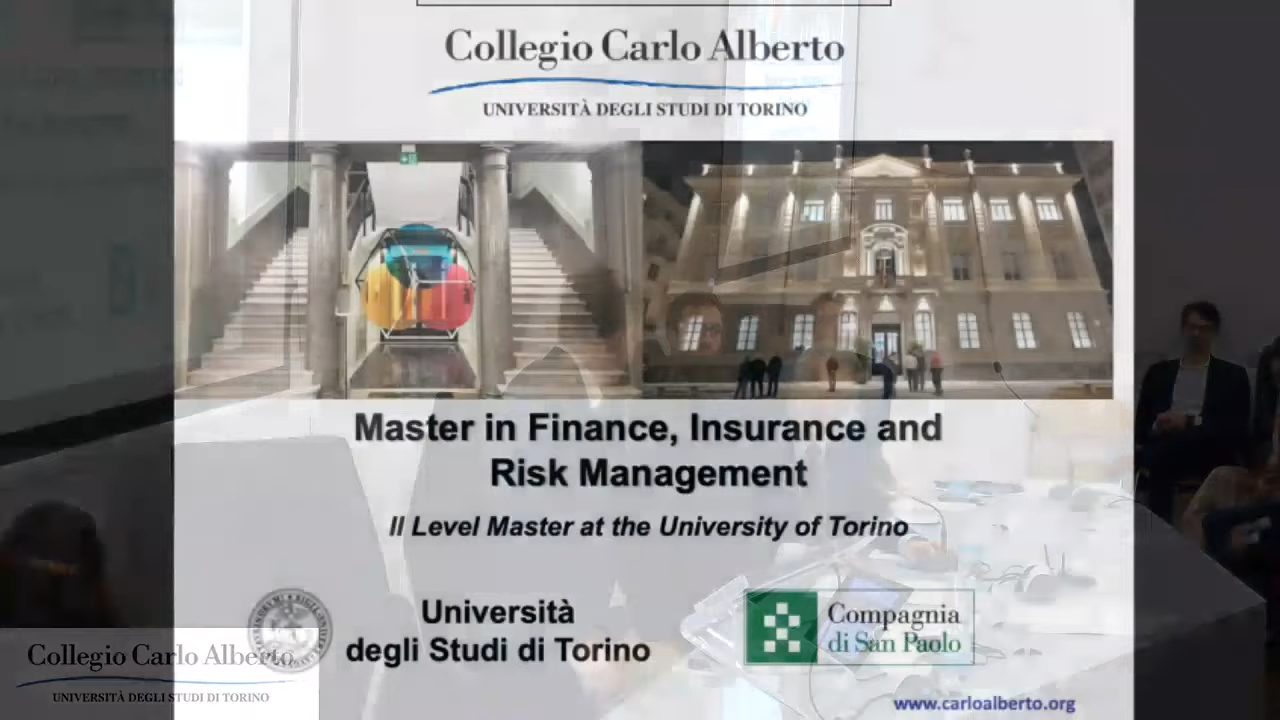 Collegio Carlo Alberto
UNIVERSITÀ DEGLI STUDI DI TORINO
Master in Finance, Insurance and
Risk Management
II Level Master at the University of Torino
Università
degli Studi di Torino
Compagnia
di San Paolo
www.carloalberto.org
Collegio Carlo Alberto
UNIVERSITÀ DEGLI STUDI DI TORINO